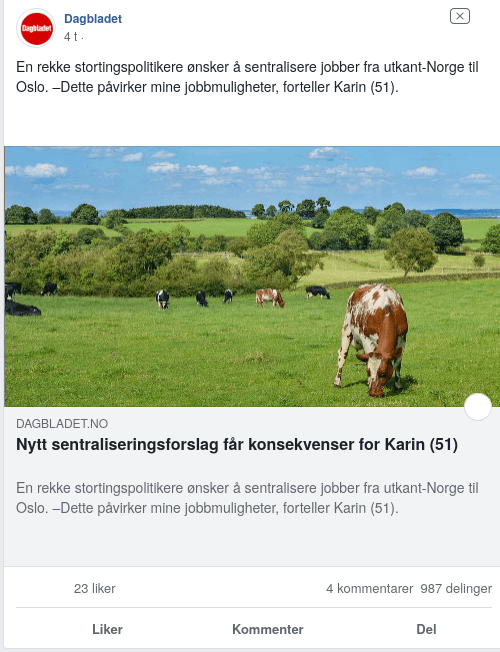 Dagbladet
Dagbladet
4 t ·
En rekke stortingspolitikere ønsker å sentralisere jobber fra utkant-Norge til
Oslo. –Dette påvirker mine jobbmuligheter, forteller Karin (51).
DAGBLADET.NO
Nytt sentraliseringsforslag får konsekvenser for Karin (51)
En rekke stortingspolitikere ønsker å sentralisere jobber fra utkant-Norge til
Oslo. –Dette påvirker mine jobbmuligheter, forteller Karin (51).
23 liker 4 kommentarer 987 delinger
Liker Kommenter Del